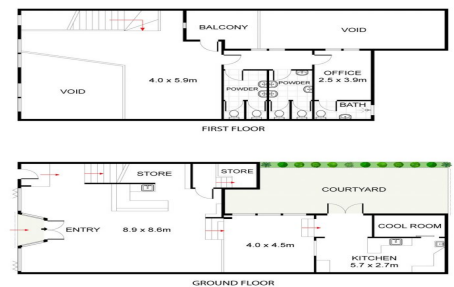 BALCONY
VOID
4.0 x 5.9m
OFFICE
2.5 x 3.9m
POWDER
POWDER
VOID
BATH
FIRST FLOOR
STORE
STORE
COURTYARD
ENTRY
8.9 x 8.6m
4.0 x 4.5m
COOL ROOM
KITCHEN
5.7 x 2.7m
GROUND FLOOR